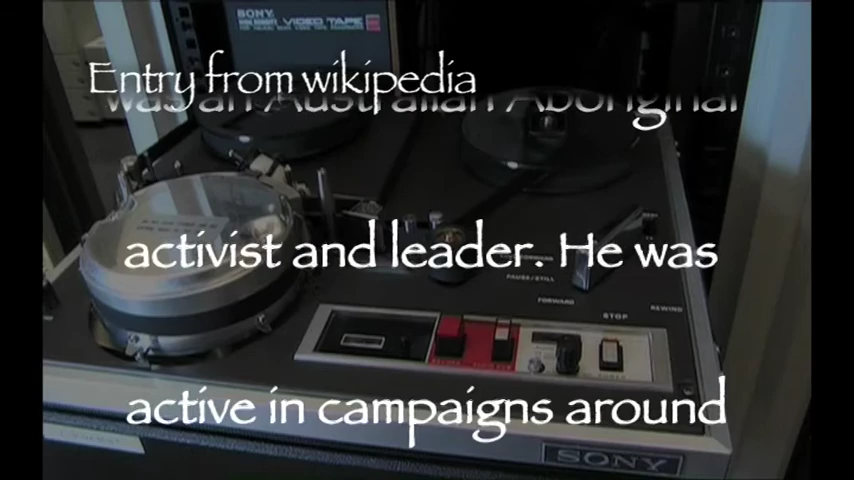 SONY
VIDEO TAPE
Entry from wikipedia
was an Australian Aboriginal
activist and leader. He was
FORWARD
PAUSE/STILL
FORWARD
REWIND
STOP
active in campaigns around
SONY